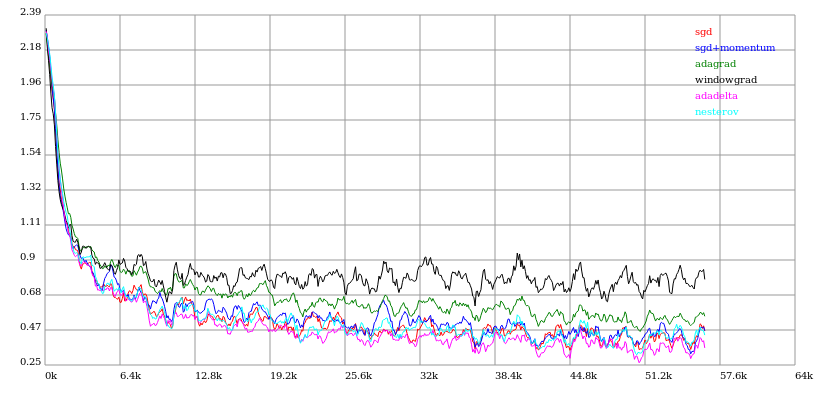 2.39
sgd
2.18
sgd+momentum
adagrad
1.96
windowgrad
adadelta
1.75
nesterov
1.54
1.32
1.11
0.9
0.68
0.47
0.25
0k 6.4k 12.8k 19.2k 25.6k 32k 38.4k 44.8k 51.2k 57.6k 64k